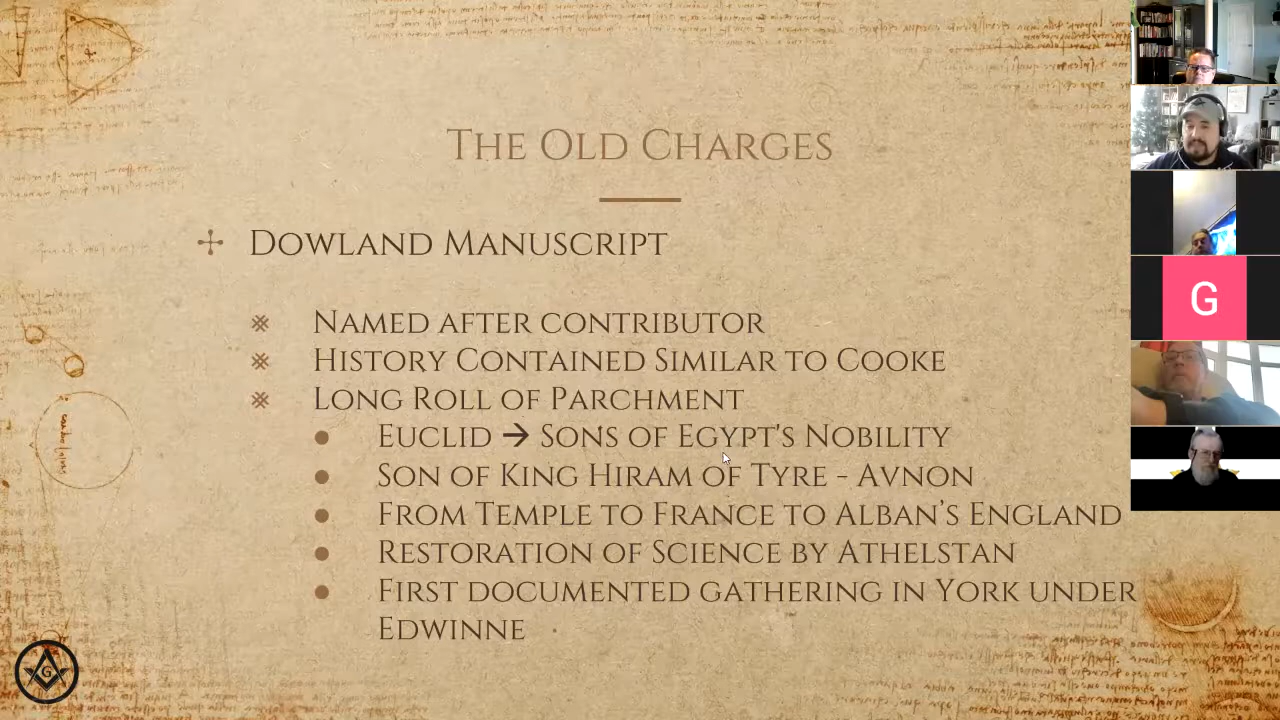 The Old Charges
Dowland Manuscript
Named after contributor
History Contained Similar to Cooke
Long Roll of Parchment
Euclid → Sons of Egypt's Nobility
Son of King Hiram of Tyre - Avnon
From Temple to France to Alban’s England
Restoration of Science by Athelstan
First documented gathering in York under
Edwinne
G
G